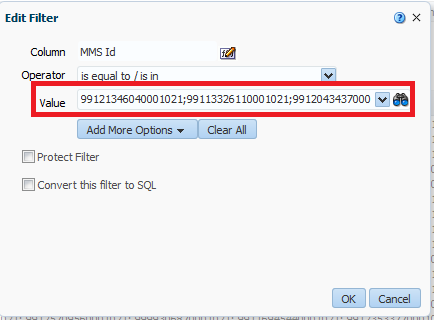 Edit Filter
Column MMS Id
Operator is equal to / is in
Value 99121346040001021;99113326110001021;9912043437000
Add More Options Clear All
Protect Filter
Convert this filter to SQL
OK Cancel